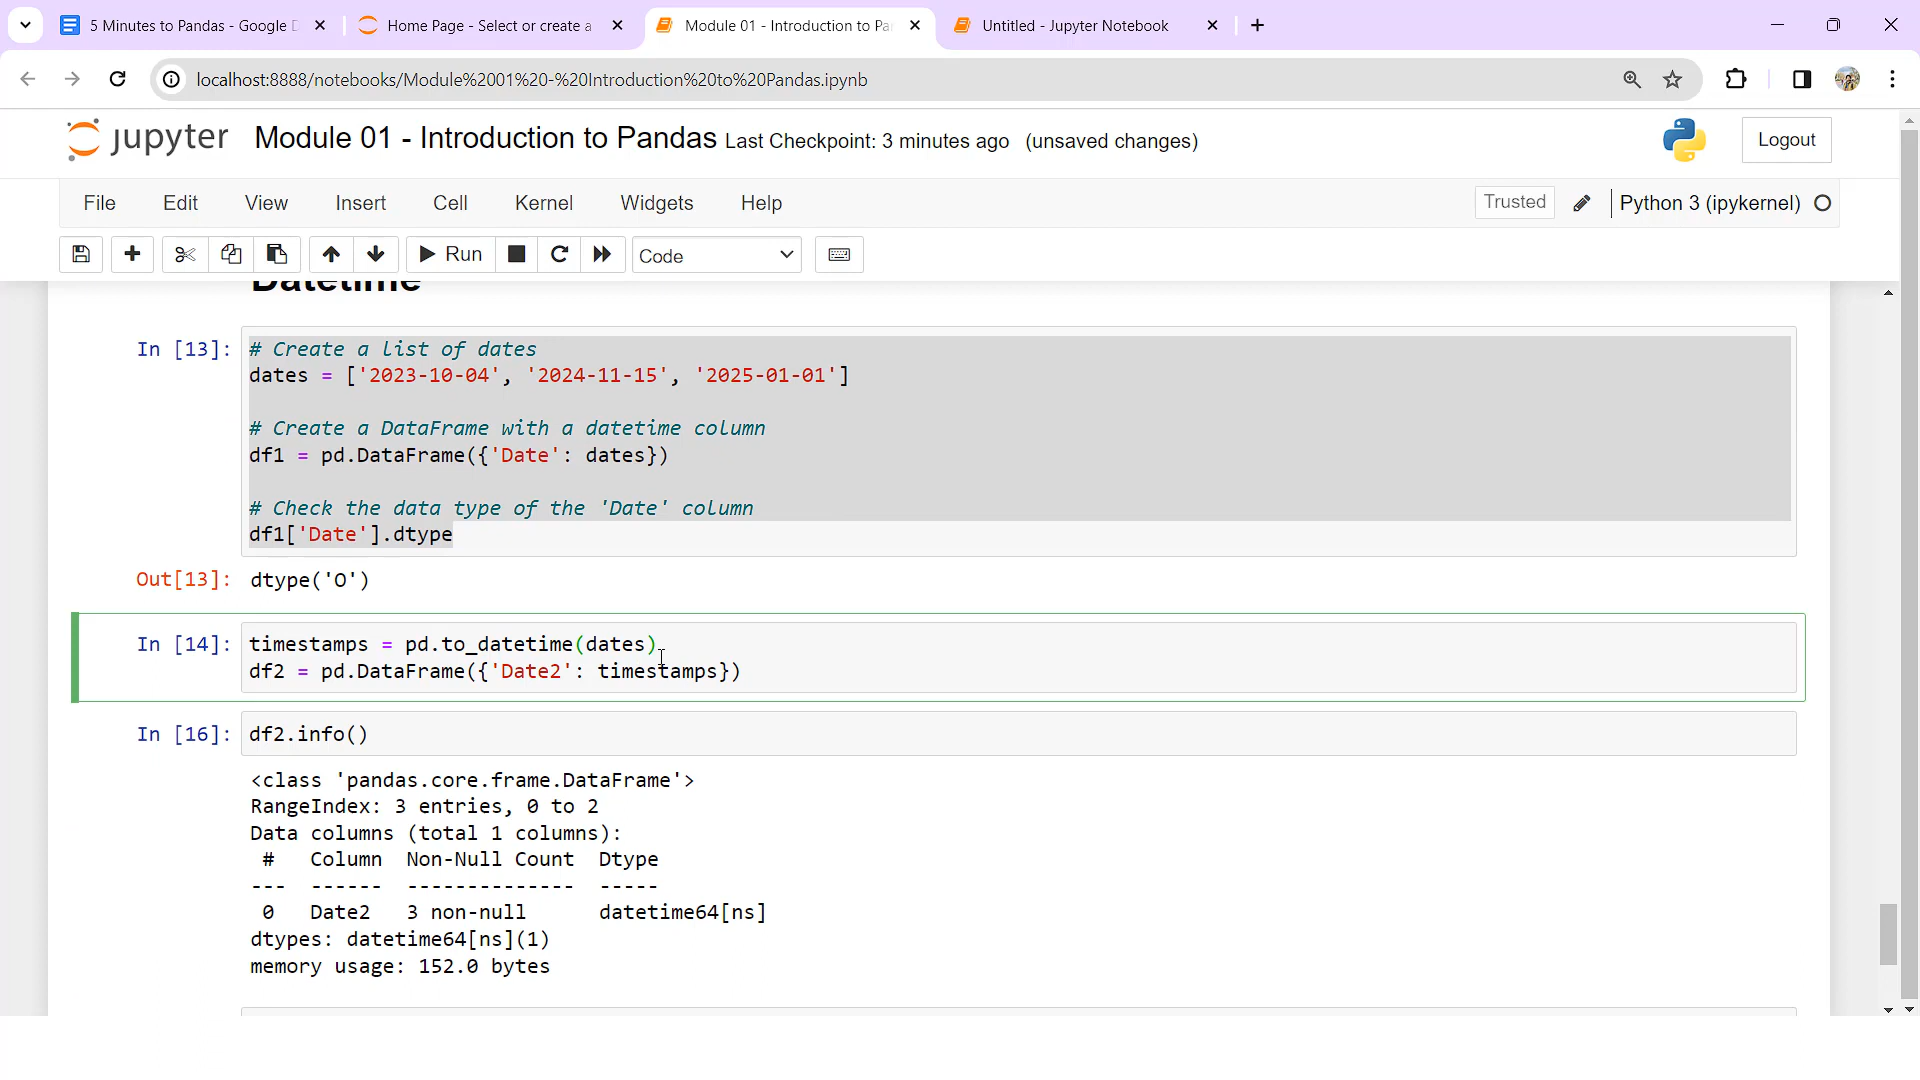 5 Minutes to Pandas - Google D
Home Page - Select or create a
Module 01 - Introduction to Pan
Untitled - Jupyter Notebook
localhost:8888/notebooks/Module%2001%20-%20Introduction%20to%20Pandas.ipynb
jupyter Module 01 - Introduction to Pandas Last Checkpoint: 3 minutes ago (unsaved changes)
Logout
File Edit View Insert Cell Kernel Widgets Help
Trusted Python 3 (ipykernel)
Run Code
Datetime
In [13]: # Create a list of dates
dates = ['2023-10-04', '2024-11-15', '2025-01-01']
# Create a DataFrame with a datetime column
df1 = pd.DataFrame({'Date': dates})
# Check the data type of the 'Date' column
df1['Date'].dtype
Out[13]: dtype('O')
In [14]: timestamps = pd.to_datetime(dates)
df2 = pd.DataFrame({'Date2': timestamps})
In [16]: df2.info()
<class 'pandas.core.frame.DataFrame'>
RangeIndex: 3 entries, 0 to 2
Data columns (total 1 columns):
# Column Non-Null Count Dtype
--- ------ -------------- -----
0 Date2 3 non-null datetime64[ns]
dtypes: datetime64[ns](1)
memory usage: 152.0 bytes